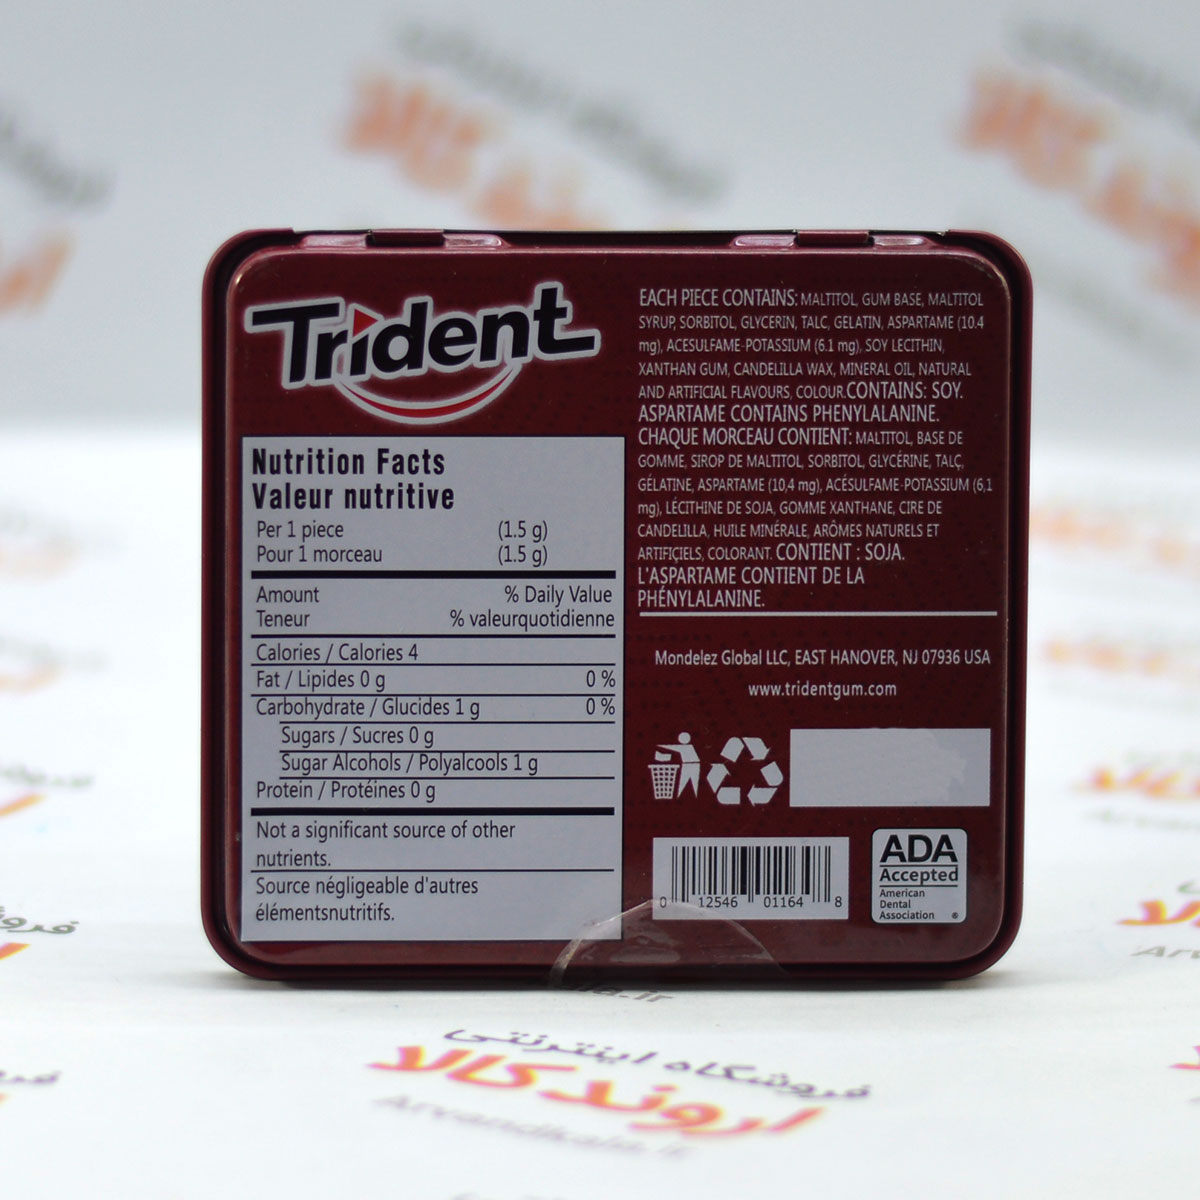 Trident
Nutrition Facts
Valeur nutritive
Per 1 piece (1.5 g)
Pour 1 morceau (1.5 g)
Amount % Daily Value
Teneur % valeurquotidienne
Calories / Calories 4
Fat / Lipides 0 g 0 %
Carbohydrate / Glucides 1 g 0 %
Sugars / Sucres 0 g
Sugar Alcohols / Polyalcools 1 g
Protein / Protéines 0 g
Not a significant source of other
nutrients.
Source négligeable d'autres
élémentsnutritifs.
EACH PIECE CONTAINS: MALTITOL, GUM BASE, MALTITOL
SYRUP, SORBITOL, GLYCERIN, TALC, GELATIN, ASPARTAME (10.4
mg), ACESULFAME-POTASSIUM (6.1 mg), SOY LECITHIN,
XANTHAN GUM, CANDELILLA WAX, MINERAL OIL, NATURAL
AND ARTIFICIAL FLAVOURS, COLOUR.CONTAINS: SOY.
ASPARTAME CONTAINS PHENYLALANINE.
CHAQUE MORCEAU CONTIENT: MALTITOL, BASE DE
GOMME, SIROP DE MALTITOL, SORBITOL, GLYCÉRINE, TALC,
GÉLATINE, ASPARTAME (10,4 mg), ACÉSULFAME-POTASSIUM (6,1
mg), LÉCITHINE DE SOJA, GOMME XANTHANE, CIRE DE
CANDELILLA, HUILE MINÉRALE, ARÔMES NATURELS ET
ARTIFIÇIELS, COLORANT. CONTIENT : SOJA.
L'ASPARTAME CONTIENT DE LA
PHÉNYLALANINE.
Mondelez Global LLC, EAST HANOVER, NJ 07936 USA
www.tridentgum.com
0 12546 01164 8
ADA
Accepted
American
Dental
Association ®
فروشگاه اینترنتی
اروندکالا
Arvandkala.ir